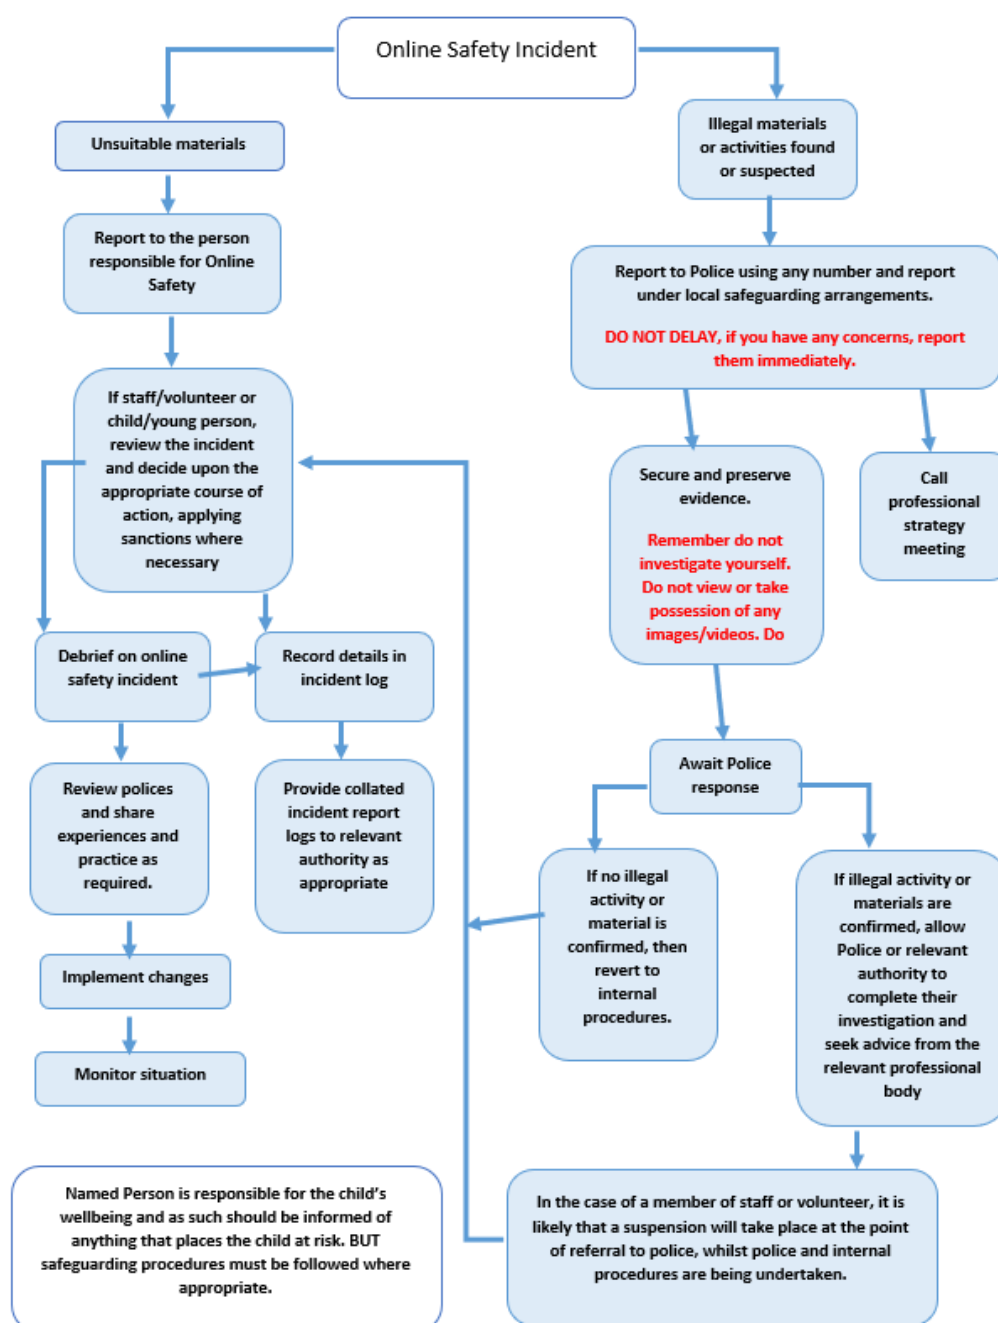 Online Safety Incident
Unsuitable materials
Illegal materials
or activities found
or suspected
Report to the person
responsible for Online
Safety
Report to Police using any number and report
under local safeguarding arrangements.
DO NOT DELAY, if you have any concerns, report
them immediately.
If staff/volunteer or
child/young person,
review the incident
and decide upon the
appropriate course of
action, applying
sanctions where
necessary
Secure and preserve
evidence.
Remember do not
investigate yourself.
Do not view or take
possession of any
images/videos. Do
Call
professional
strategy
meeting
Debrief on online
safety incident
Record details in
incident log
Await Police
response
Review polices
and share
experiences and
practice as
required.
Provide collated
incident report
logs to relevant
authority as
appropriate
If no illegal
activity or
material is
confirmed, then
revert to
internal
procedures.
If illegal activity or
materials are
confirmed, allow
Police or relevant
authority to
complete their
investigation and
seek advice from the
relevant professional
body
Implement changes
Monitor situation
Named Person is responsible for the child's
wellbeing and as such should be informed of
anything that places the child at risk. BUT
safeguarding procedures must be followed where
appropriate.
In the case of a member of staff or volunteer, it is
likely that a suspension will take place at the point
of referral to police, whilst police and internal
procedures are being undertaken.